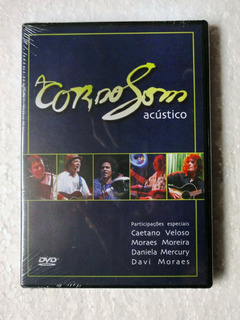 A COR DO SOM
acústico
Participações especiais
Caetano Veloso
Moraes Moreira
Daniela Mercury
Davi Moraes
DVD